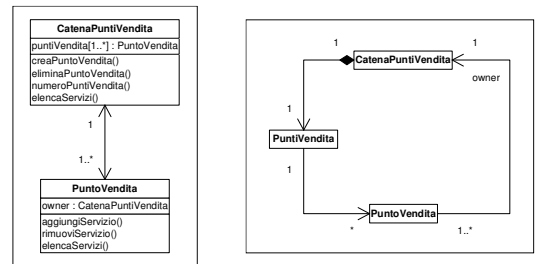 CatenaPuntiVendita
puntiVendita[1..*] : PuntoVendita
creaPuntoVendita()
eliminaPuntoVendita()
numeroPuntiVendita()
elencaServizi()
1
1..*
PuntoVendita
owner : CatenaPuntiVendita
aggiungiServizio()
rimuoviServizio()
elencaServizi()
1
1
CatenaPuntiVendita
owner
1
PuntiVendita
1
PuntoVendita
*
1..*